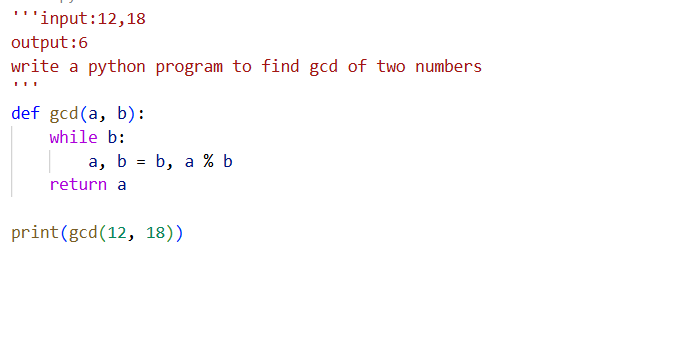 '''input:12,18
output:6
write a python program to find gcd of two numbers
'''
def gcd(a, b):
    while b:
        a, b = b, a % b
    return a
print(gcd(12, 18))